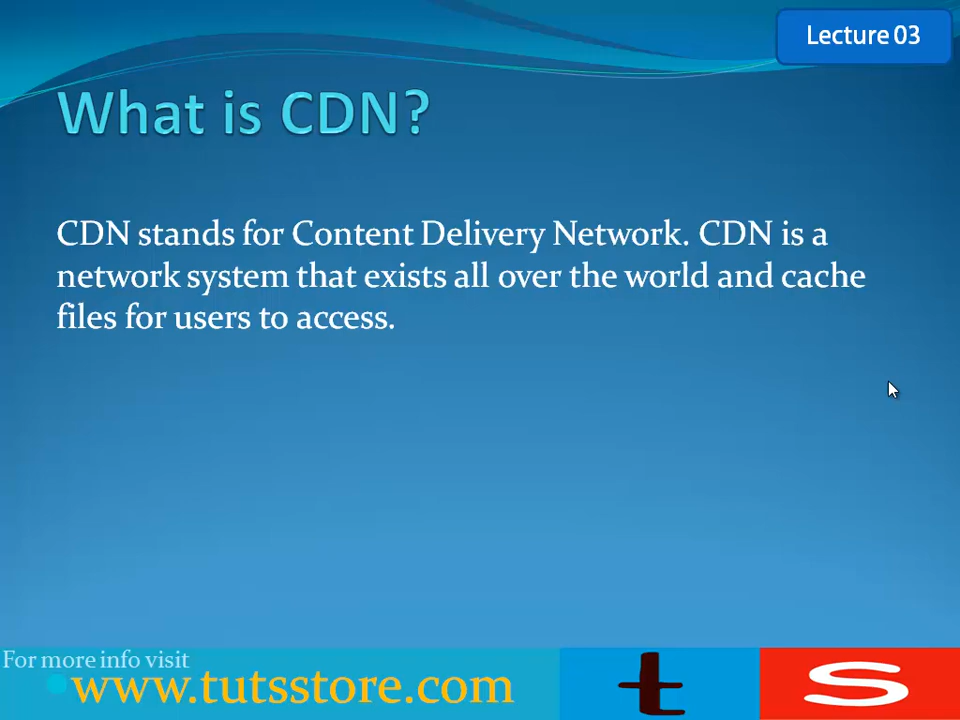 Lecture 03
What is CDN?
CDN stands for Content Delivery Network. CDN is a
network system that exists all over the world and cache
files for users to access.
For more info visit
www.tutsstore.com
t s